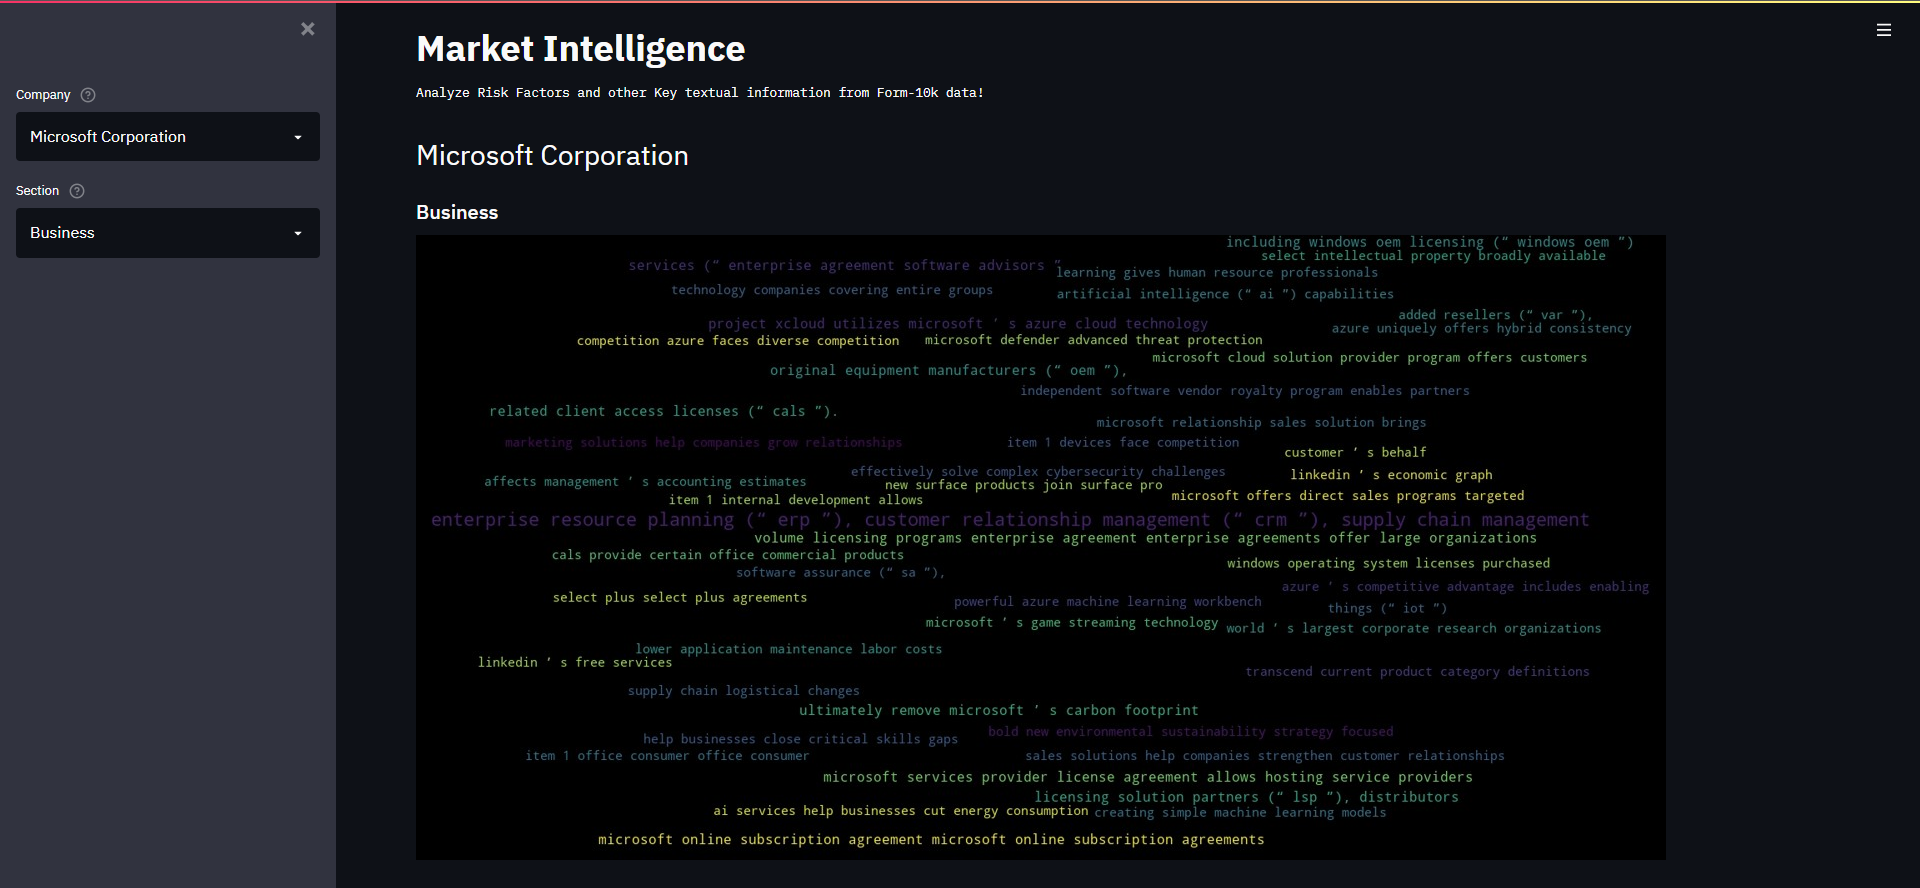 Company
Microsoft Corporation
Section
Business
Market Intelligence
Analyze Risk Factors and other Key textual information from Form-10k data!
Microsoft Corporation
Business
including windows oem licensing (“ windows oem ”)
select intellectual property broadly available
services (“ enterprise agreement software advisors ”
learning gives human resource professionals
technology companies covering entire groups
artificial intelligence (“ ai ”) capabilities
added resellers (“ var ”),
project xcloud utilizes microsoft ’ s azure cloud technology
azure uniquely offers hybrid consistency
competition azure faces diverse competition
microsoft defender advanced threat protection
microsoft cloud solution provider program offers customers
original equipment manufacturers (“ oem ”),
independent software vendor royalty program enables partners
related client access licenses (“ cals ”).
microsoft relationship sales solution brings
marketing solutions help companies grow relationships
item 1 devices face competition
customer ’ s behalf
effectively solve complex cybersecurity challenges
linkedin ’ s economic graph
affects management ’ s accounting estimates
new surface products join surface pro
item 1 internal development allows
microsoft offers direct sales programs targeted
enterprise resource planning (“ erp ”), customer relationship management (“ crm ”), supply chain management
volume licensing programs enterprise agreement enterprise agreements offer large organizations
cals provide certain office commercial products
windows operating system licenses purchased
software assurance (“ sa ”),
azure ’ s competitive advantage includes enabling
select plus select plus agreements
powerful azure machine learning workbench
things (“ iot ”)
microsoft ’ s game streaming technology
world ’ s largest corporate research organizations
lower application maintenance labor costs
linkedin ’ s free services
transcend current product category definitions
supply chain logistical changes
ultimately remove microsoft ’ s carbon footprint
bold new environmental sustainability strategy focused
help businesses close critical skills gaps
item 1 office consumer office consumer
sales solutions help companies strengthen customer relationships
microsoft services provider license agreement allows hosting service providers
licensing solution partners (“ lsp ”), distributors
ai services help businesses cut energy consumption
creating simple machine learning models
microsoft online subscription agreement microsoft online subscription agreements